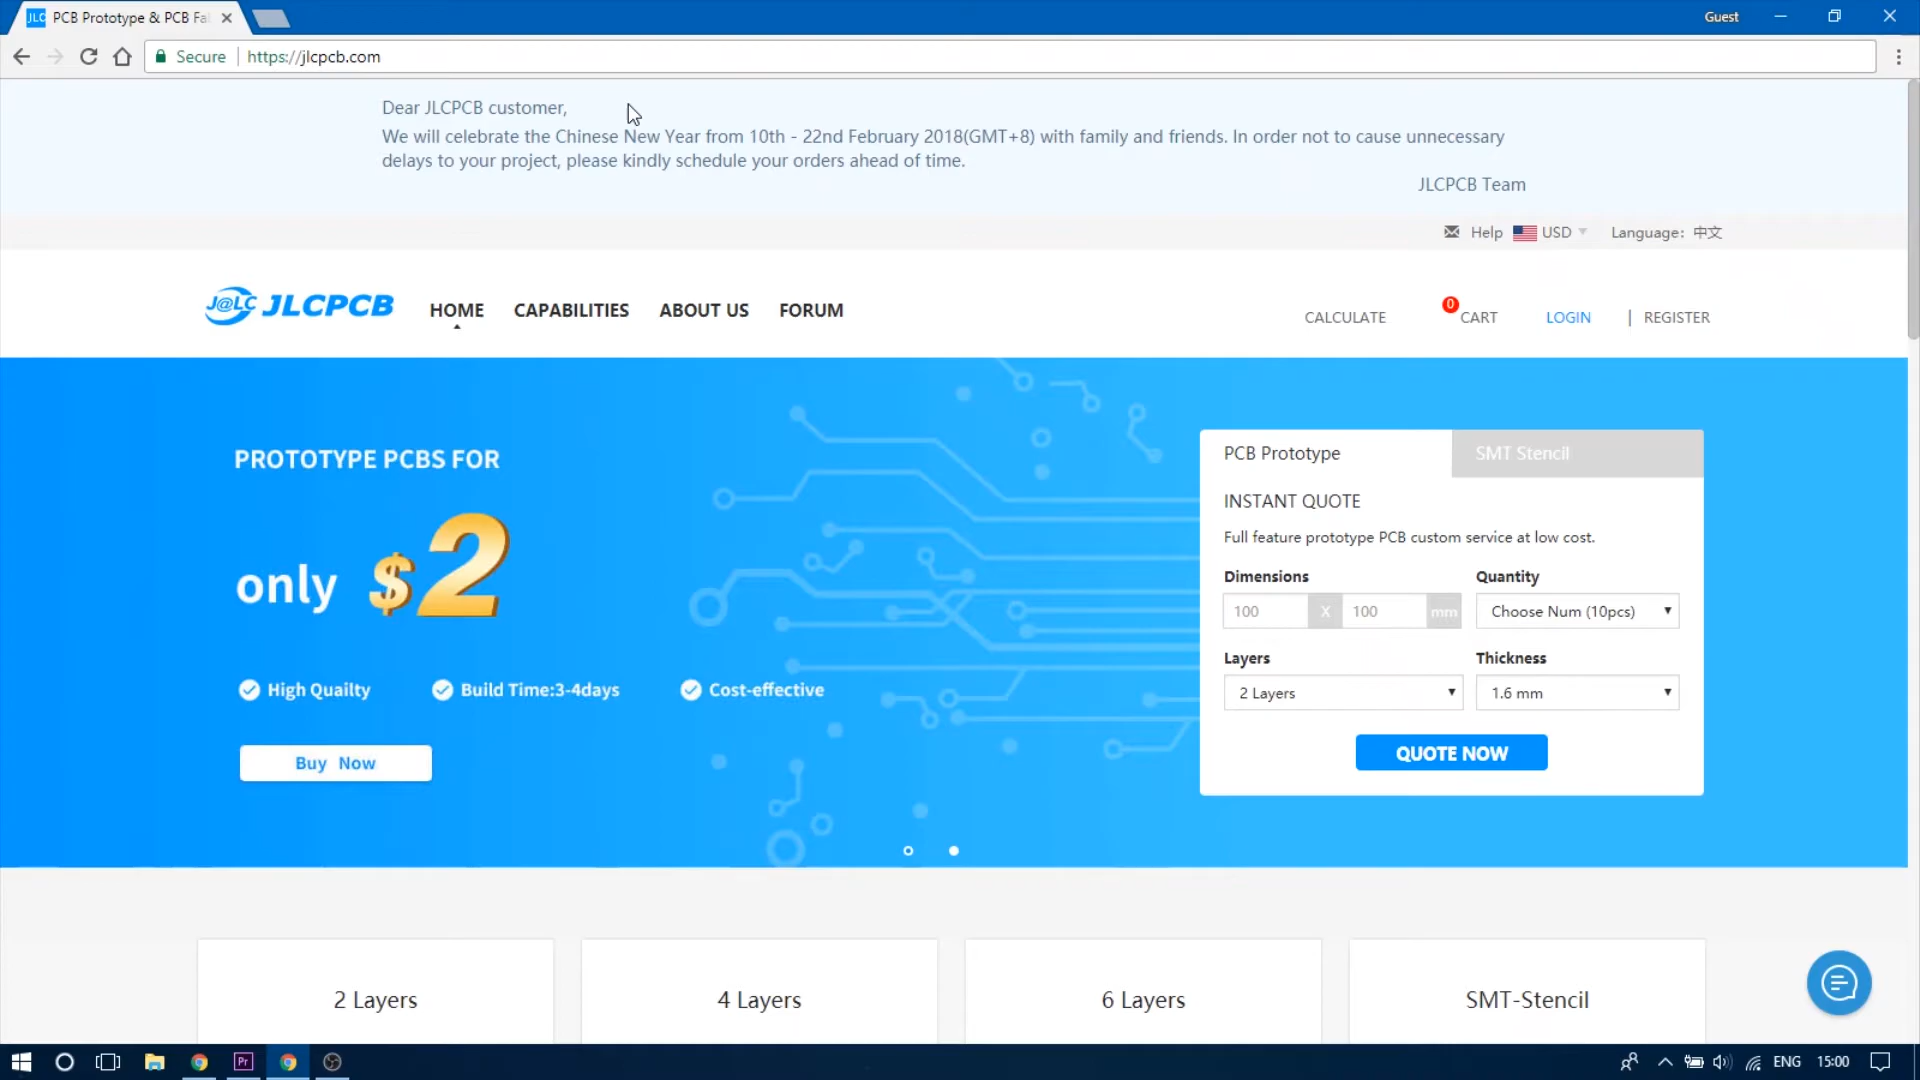 JLC PCB Prototype & PCB Fa
Guest
Secure https://jlcpcb.com
Dear JLCPCB customer,
We will celebrate the Chinese New Year from 10th - 22nd February 2018(GMT+8) with family and friends. In order not to cause unnecessary
delays to your project, please kindly schedule your orders ahead of time.
JLCPCB Team
Help USD Language: 中文
J@LC JLCPCB HOME CAPABILITIES ABOUT US FORUM
CALCULATE 0 CART LOGIN | REGISTER
PROTOTYPE PCBS FOR
only $2
High Quailty Build Time:3-4days Cost-effective
Buy Now
PCB Prototype SMT Stencil
INSTANT QUOTE
Full feature prototype PCB custom service at low cost.
Dimensions Quantity
100 X 100 mm Choose Num (10pcs)
Layers Thickness
2 Layers 1.6 mm
QUOTE NOW
2 Layers 4 Layers 6 Layers SMT-Stencil
Pr ENG 15:00